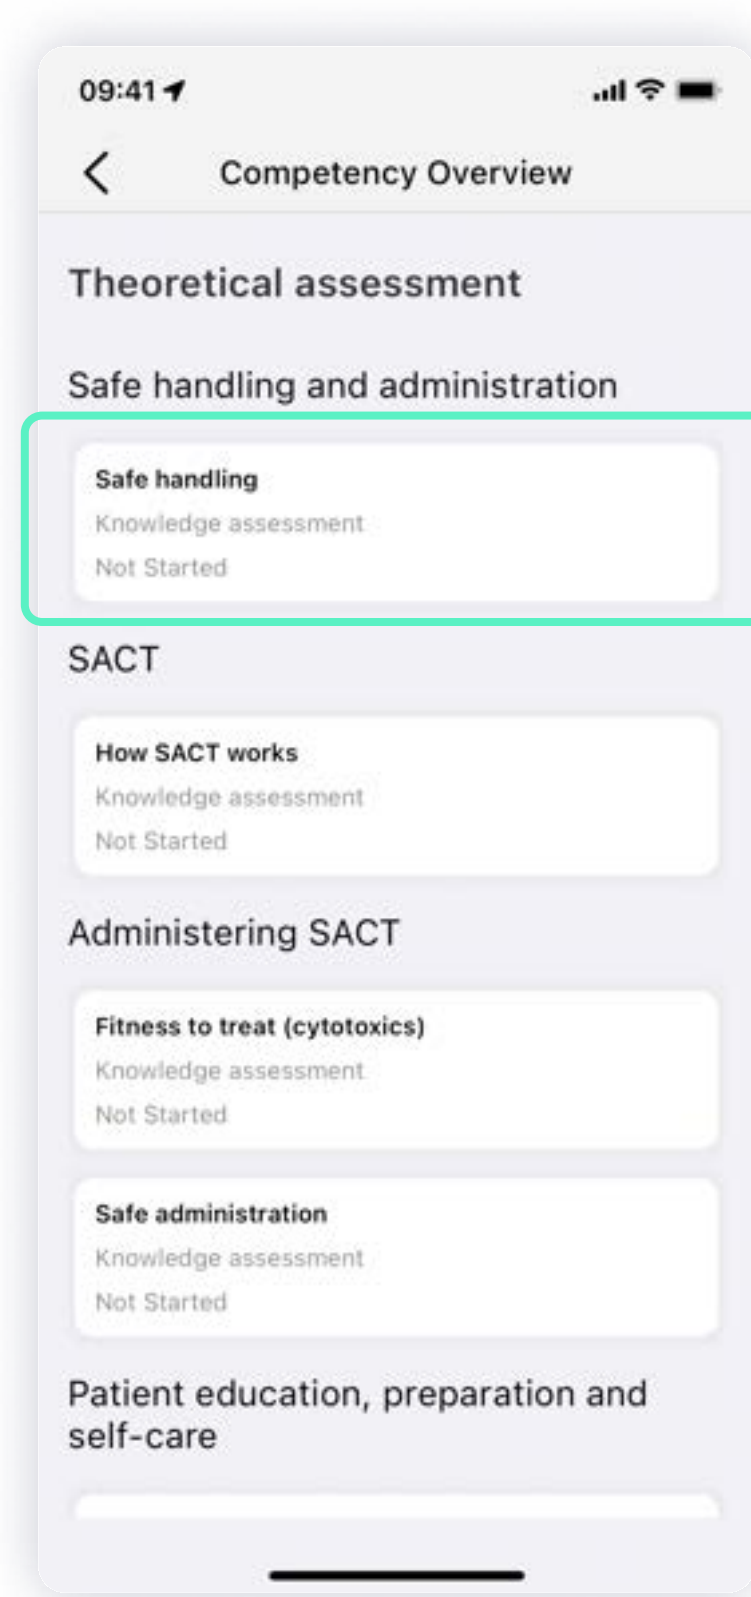 09:41
Competency Overview
Theoretical assessment
Safe handling and administration
Safe handling
Knowledge assessment
Not Started
SACT
How SACT works
Knowledge assessment
Not Started
Administering SACT
Fitness to treat (cytotoxics)
Knowledge assessment
Not Started
Safe administration
Knowledge assessment
Not Started
Patient education, preparation and
self-care